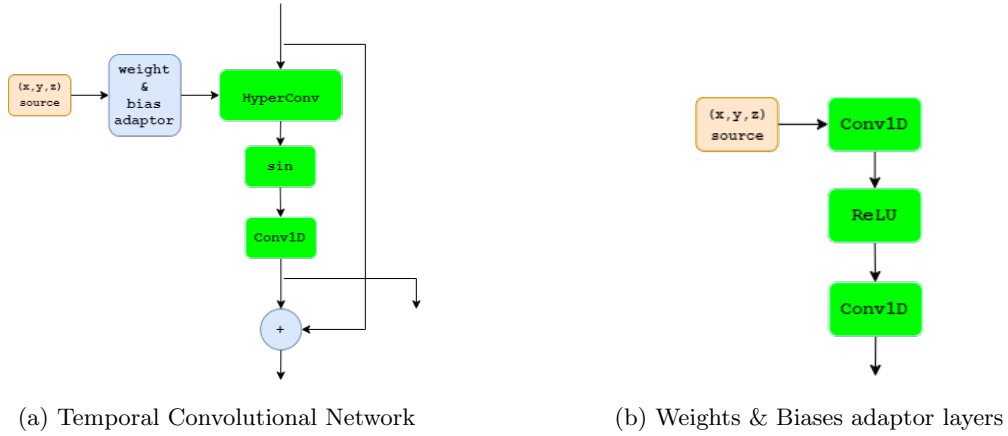 (x,y,z)
source
weight
&
bias
adaptor
HyperConv
sin
Conv1D
+
(a) Temporal Convolutional Network
(x,y,z)
source
Conv1D
ReLU
Conv1D
(b) Weights & Biases adaptor layers